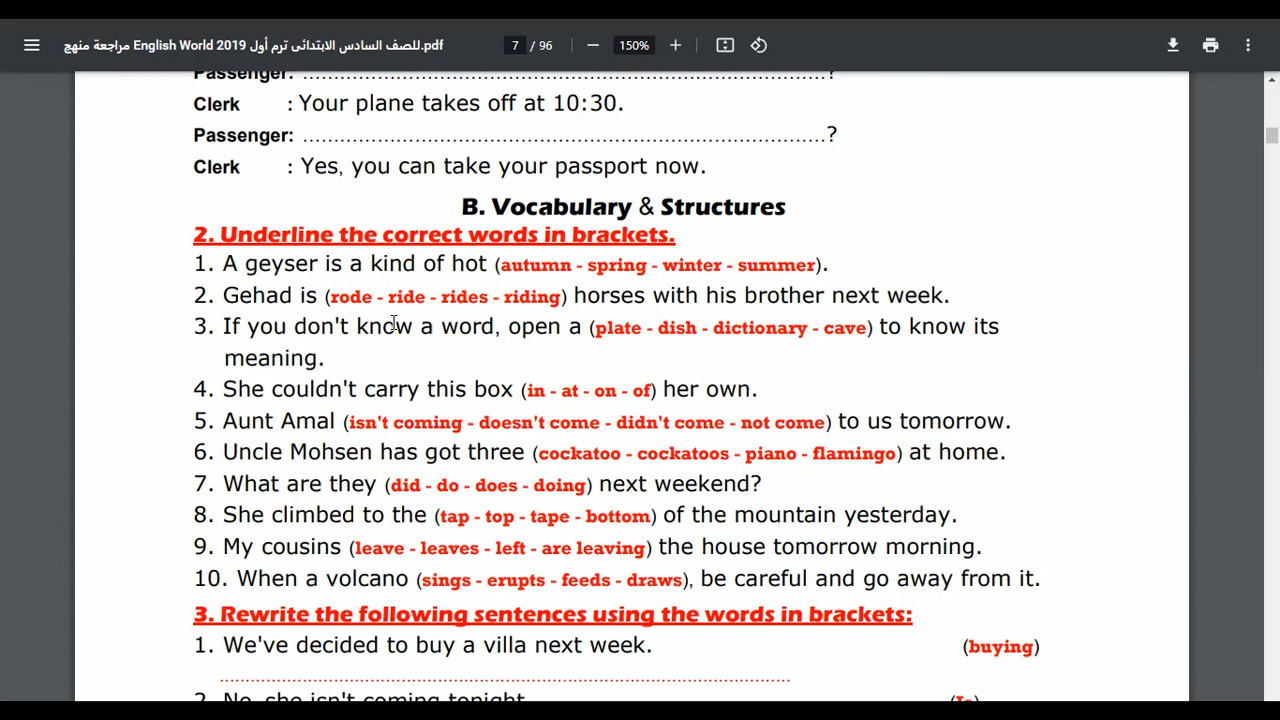 مراجعة منهج English World 2019 للصف السادس الابتدائى ترم أول.pdf
7 / 96
150%
Passenger: ...................................................................................?
Clerk : Your plane takes off at 10:30.
Passenger: ...................................................................................?
Clerk : Yes, you can take your passport now.
B. Vocabulary & Structures
2. Underline the correct words in brackets.
1. A geyser is a kind of hot (autumn - spring - winter - summer).
2. Gehad is (rode - ride - rides - riding) horses with his brother next week.
3. If you don't know a word, open a (plate - dish - dictionary - cave) to know its
meaning.
4. She couldn't carry this box (in - at - on - of) her own.
5. Aunt Amal (isn't coming - doesn't come - didn't come - not come) to us tomorrow.
6. Uncle Mohsen has got three (cockatoo - cockatoos - piano - flamingo) at home.
7. What are they (did - do - does - doing) next weekend?
8. She climbed to the (tap - top - tape - bottom) of the mountain yesterday.
9. My cousins (leave - leaves - left - are leaving) the house tomorrow morning.
10. When a volcano (sings - erupts - feeds - draws), be careful and go away from it.
3. Rewrite the following sentences using the words in brackets:
1. We've decided to buy a villa next week. (buying)
...................................................................................
2. No, she isn't coming tonight. (Is)